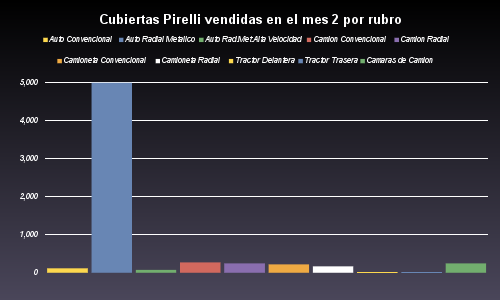 Cubiertas Pirelli vendidas en el mes 2 por rubro
Auto Convencional Auto Radial Metalico Auto Rad.Met.Alta Velocidad Camion Convencional Camion Radial
Camioneta Convencional Camioneta Radial Tractor Delantera Tractor Trasera Camaras de Camion
5,000
4,000
3,000
2,000
1,000
0